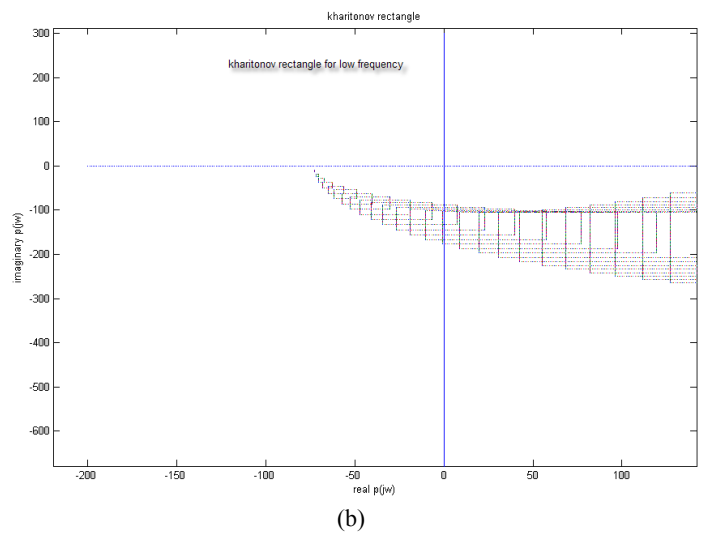 kharitonov rectangle
300
kharitonov rectangle for low frequency
200
100
0
-100
-200
-300
-400
-500
-600
imaginary p(jw)
-200 -150 -100 -50 0 50 100
real p(jw)
(b)